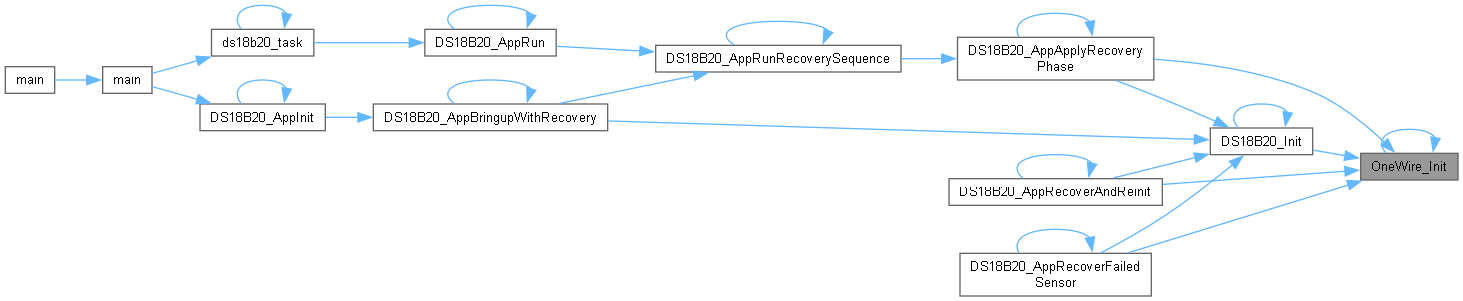 main
main
ds18b20_task
DS18B20_AppInit
DS18B20_AppRun
DS18B20_AppBringupWithRecovery
DS18B20_AppRunRecoverySequence
DS18B20_AppApplyRecovery
Phase
DS18B20_Init
DS18B20_AppRecoverAndReinit
DS18B20_AppRecoverFailed
Sensor
OneWire_Init